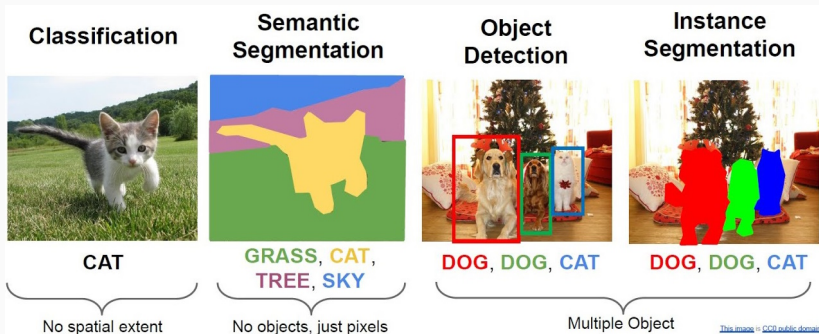 Classification
Semantic
Segmentation
Object
Detection
Instance
Segmentation
CAT
GRASS, CAT,
TREE, SKY
DOG, DOG, CAT
DOG, DOG, CAT
No spatial extent
No objects, just pixels
Multiple Object
This image is CC0 public domain